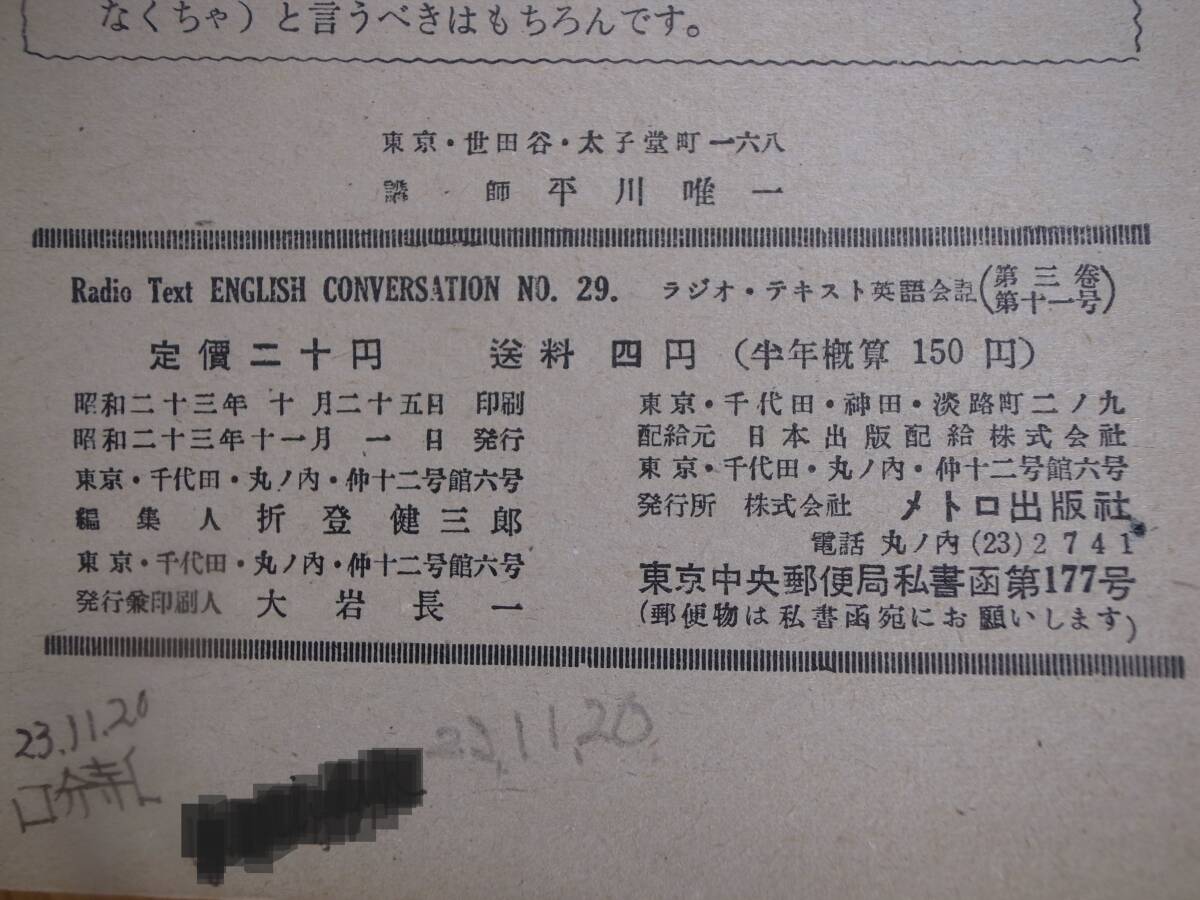 なくちゃ)と言うべきはもちろんです。
東京・世田谷・太子堂町一六八
講師 平川唯一
Radio Text ENGLISH CONVERSATION NO. 29. ラジオ・テキスト英語会話(第三巻 第十一号)
定價二十円 送料 四円 (半年概算 150 円)
昭和二十三年 十月二十五日 印刷
昭和二十三年十一月 一 日 発行
東京・千代田・丸ノ內・仲十二号館六号
編集人 折登健三郎
東京・千代田・丸ノ內・仲十二号館六号
発行兼印刷人 大岩長一
東京・千代田・神田・淡路町二ノ九
配給元 日本出版配給株式会社
東京・千代田・丸ノ內・仲十二号館六号
発行所 株式会社 メトロ出版社
電話 丸ノ內 (23) 2741
東京中央郵便局私書函第177号
(郵便物は私書函宛にお願いします)
23.11.20
23.11.20